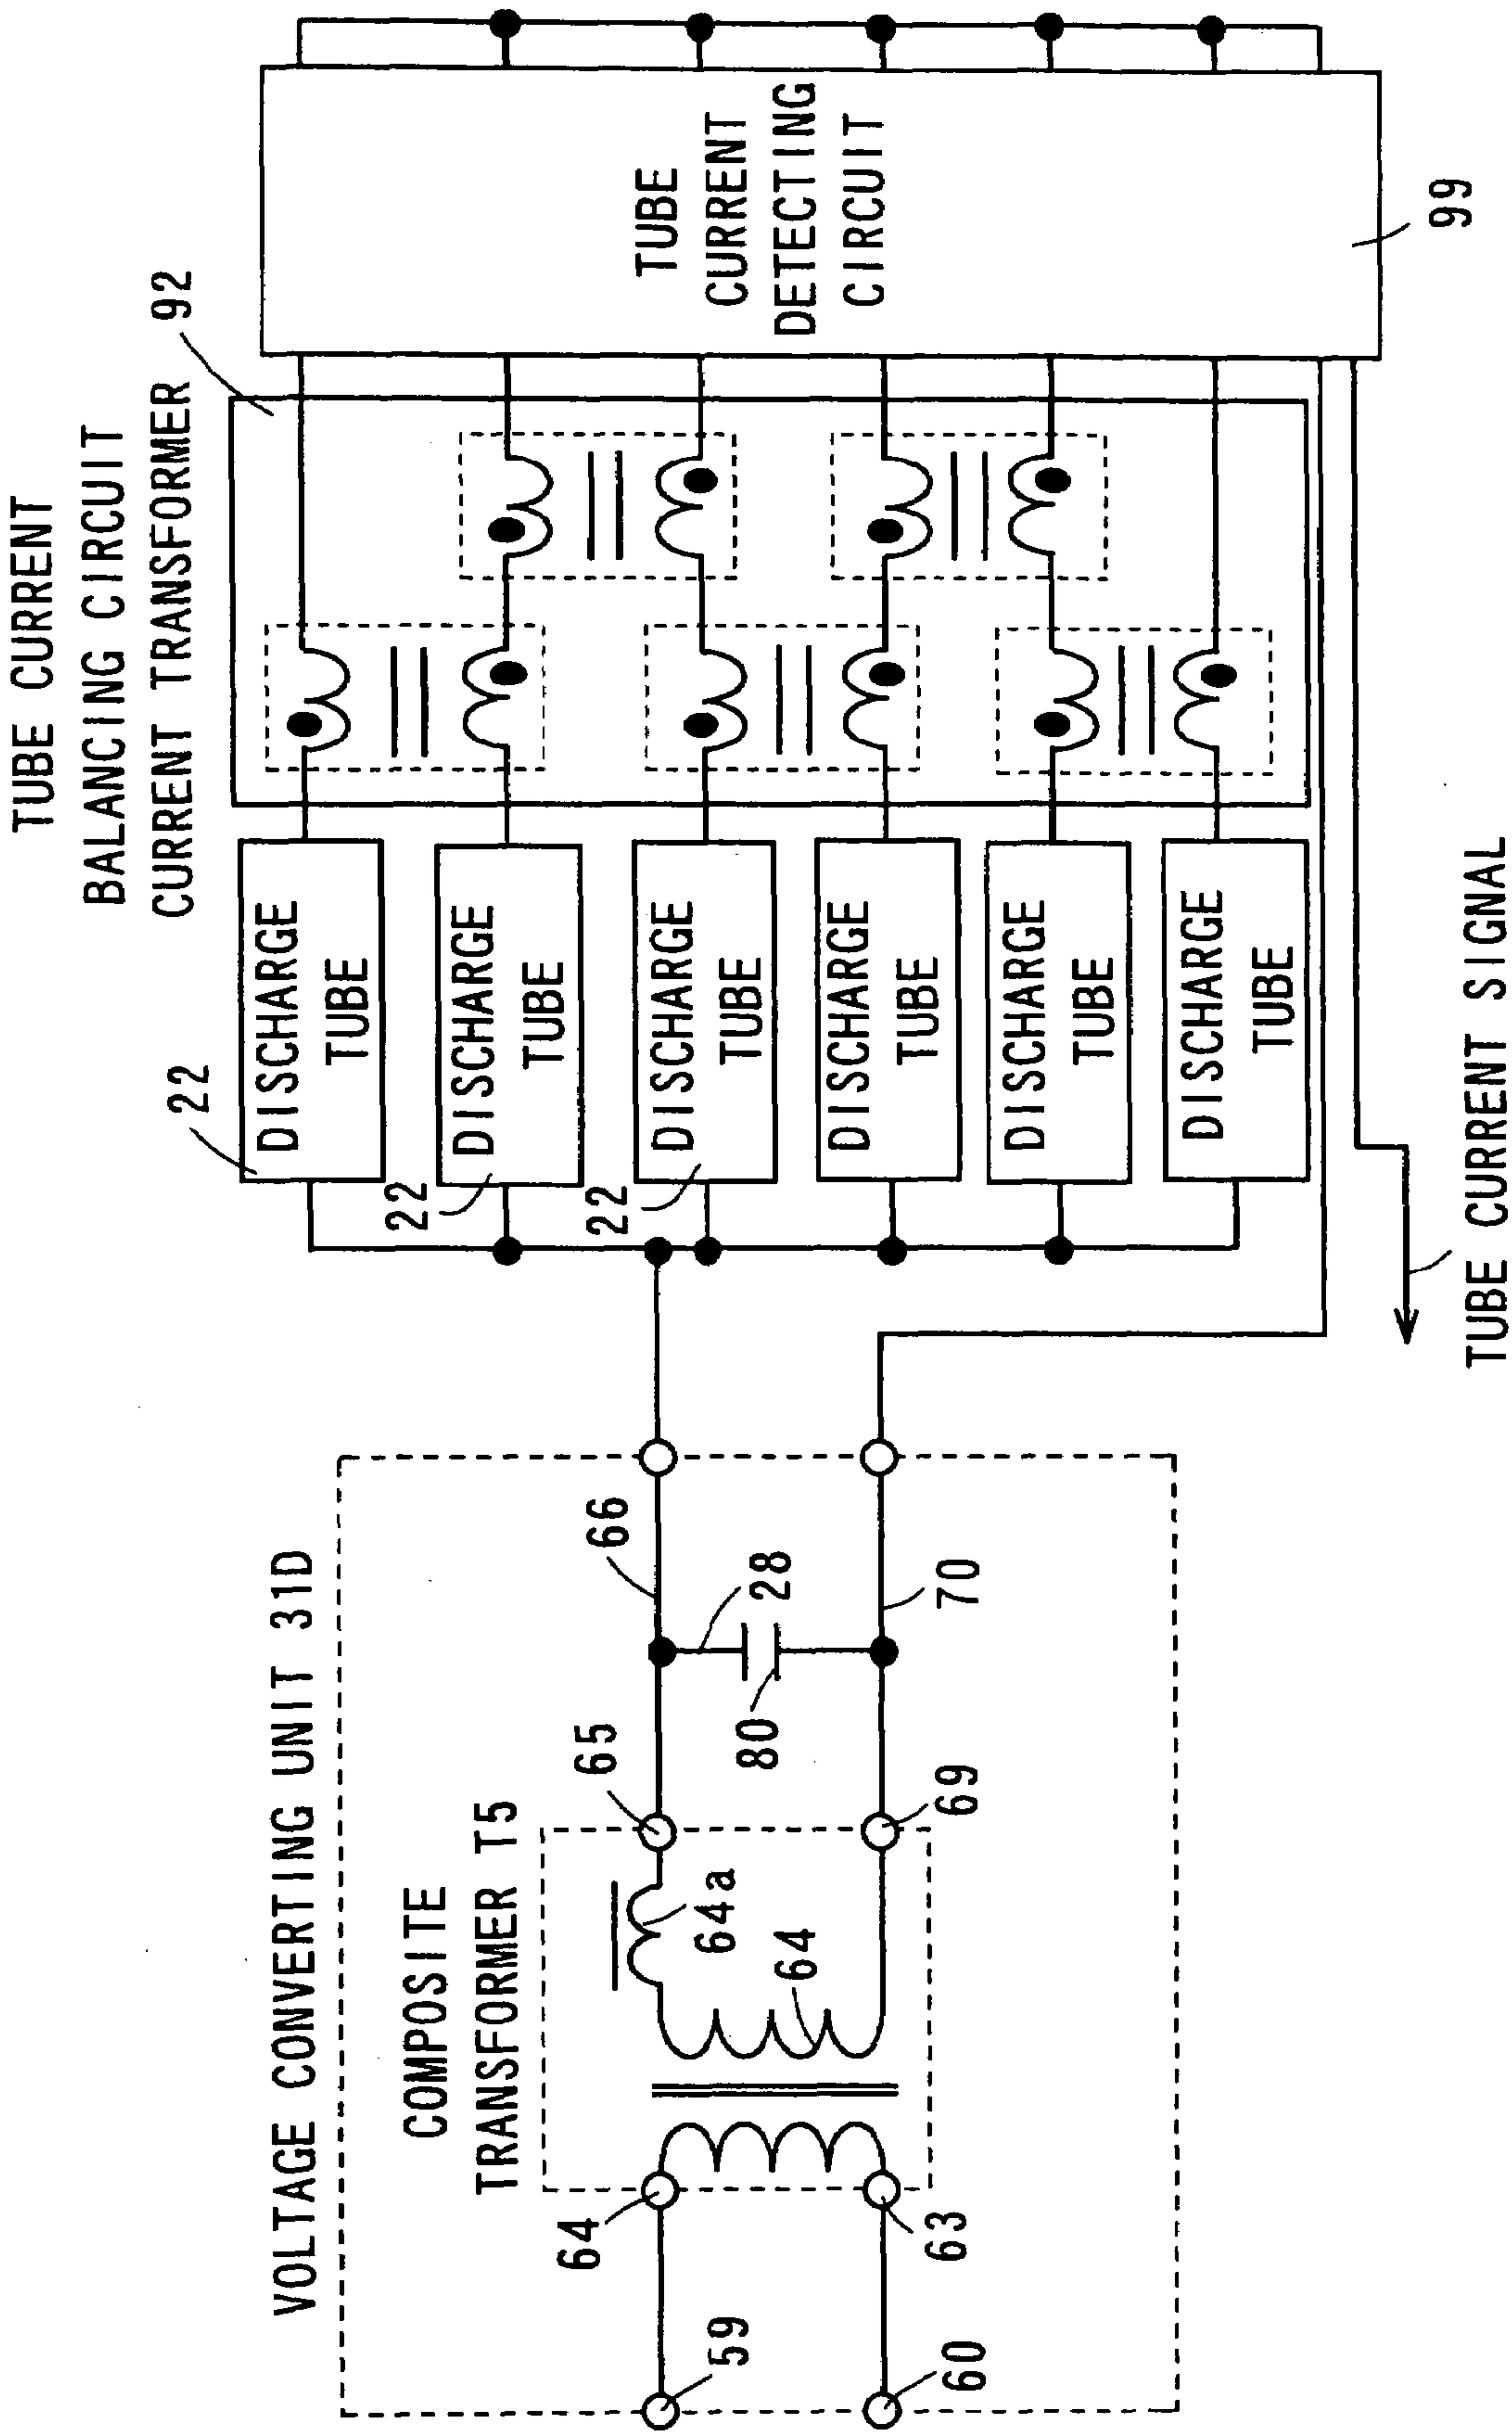 TUBE CURRENT
BALANCING CIRCUIT
CURRENT TRANSFORMER 92
VOLTAGE CONVERTING UNIT 31D
COMPOSITE
TRANSFORMER T5
59
60
64
63
64
64a
65
69
80
28
66
70
22
DISCHARGE
TUBE
22
DISCHARGE
TUBE
22
DISCHARGE
TUBE
DISCHARGE
TUBE
DISCHARGE
TUBE
DISCHARGE
TUBE
TUBE
CURRENT
DETECTING
CIRCUIT
99
TUBE CURRENT SIGNAL